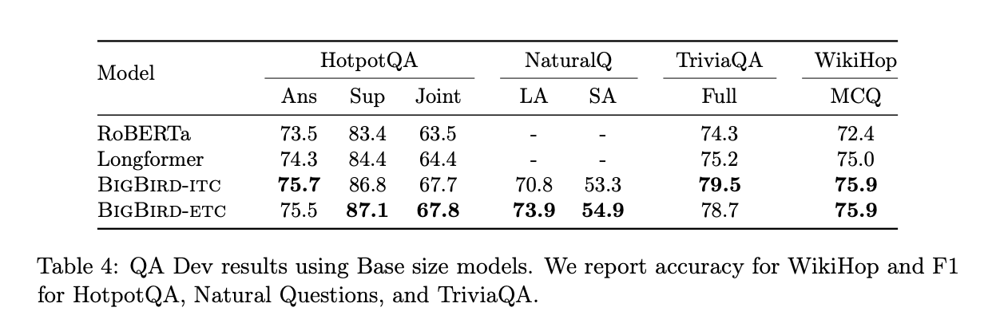 Model HotpotQA NaturalQ TriviaQA WikiHop
Ans Sup Joint LA SA Full MCQ
RoBERTa 73.5 83.4 63.5 - - 74.3 72.4
Longformer 74.3 84.4 64.4 - - 75.2 75.0
BIGBIRD-ITC 75.7 86.8 67.7 70.8 53.3 79.5 75.9
BIGBIRD-ETC 75.5 87.1 67.8 73.9 54.9 78.7 75.9
Table 4: QA Dev results using Base size models. We report accuracy for WikiHop and F1
for HotpotQA, Natural Questions, and TriviaQA.